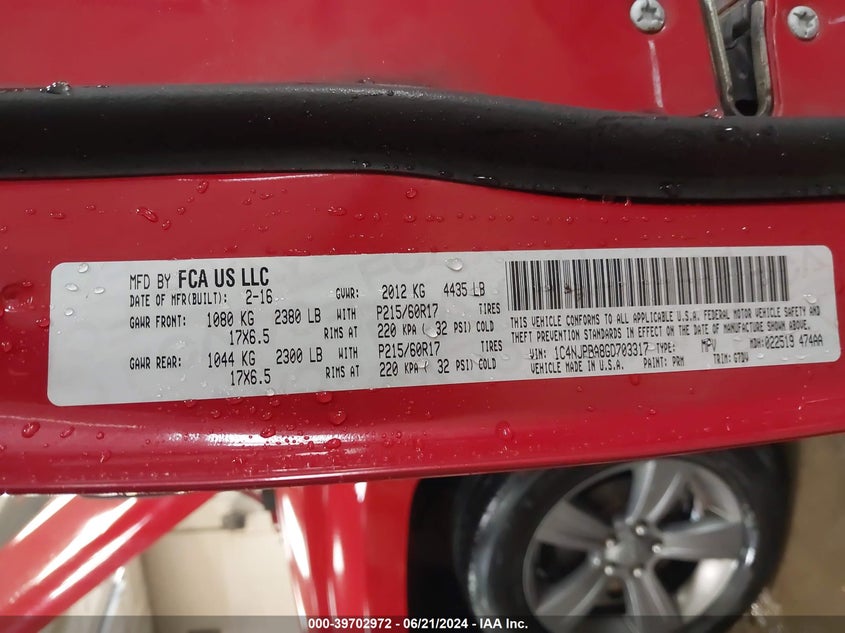 MFD BY FCA US LLC
DATE OF MFR(BUILT): 2-16 GVWR: 2012 KG 4435 LB
GAWR FRONT: 1080 KG 2380 LB WITH P215/60R17 TIRES
17X6.5 RIMS AT 220 KPA ( 32 PSI) COLD
GAWR REAR: 1044 KG 2300 LB WITH P215/60R17 TIRES
17X6.5 RIMS AT 220 KPA ( 32 PSI) COLD
THIS VEHICLE CONFORMS TO ALL APPLICABLE U.S.A. FEDERAL MOTOR VEHICLE SAFETY AND
THEFT PREVENTION STANDARDS IN EFFECT ON THE DATE OF MANUFACTURE SHOWN ABOVE.
VIN: 1C4NJPBA8GD703317 TYPE: MPV MDH: 022519 474AA
VEHICLE MADE IN U.S.A. PAINT: PRM TRIM: GTDV
000-39702972 - 06/21/2024 - IAA Inc.